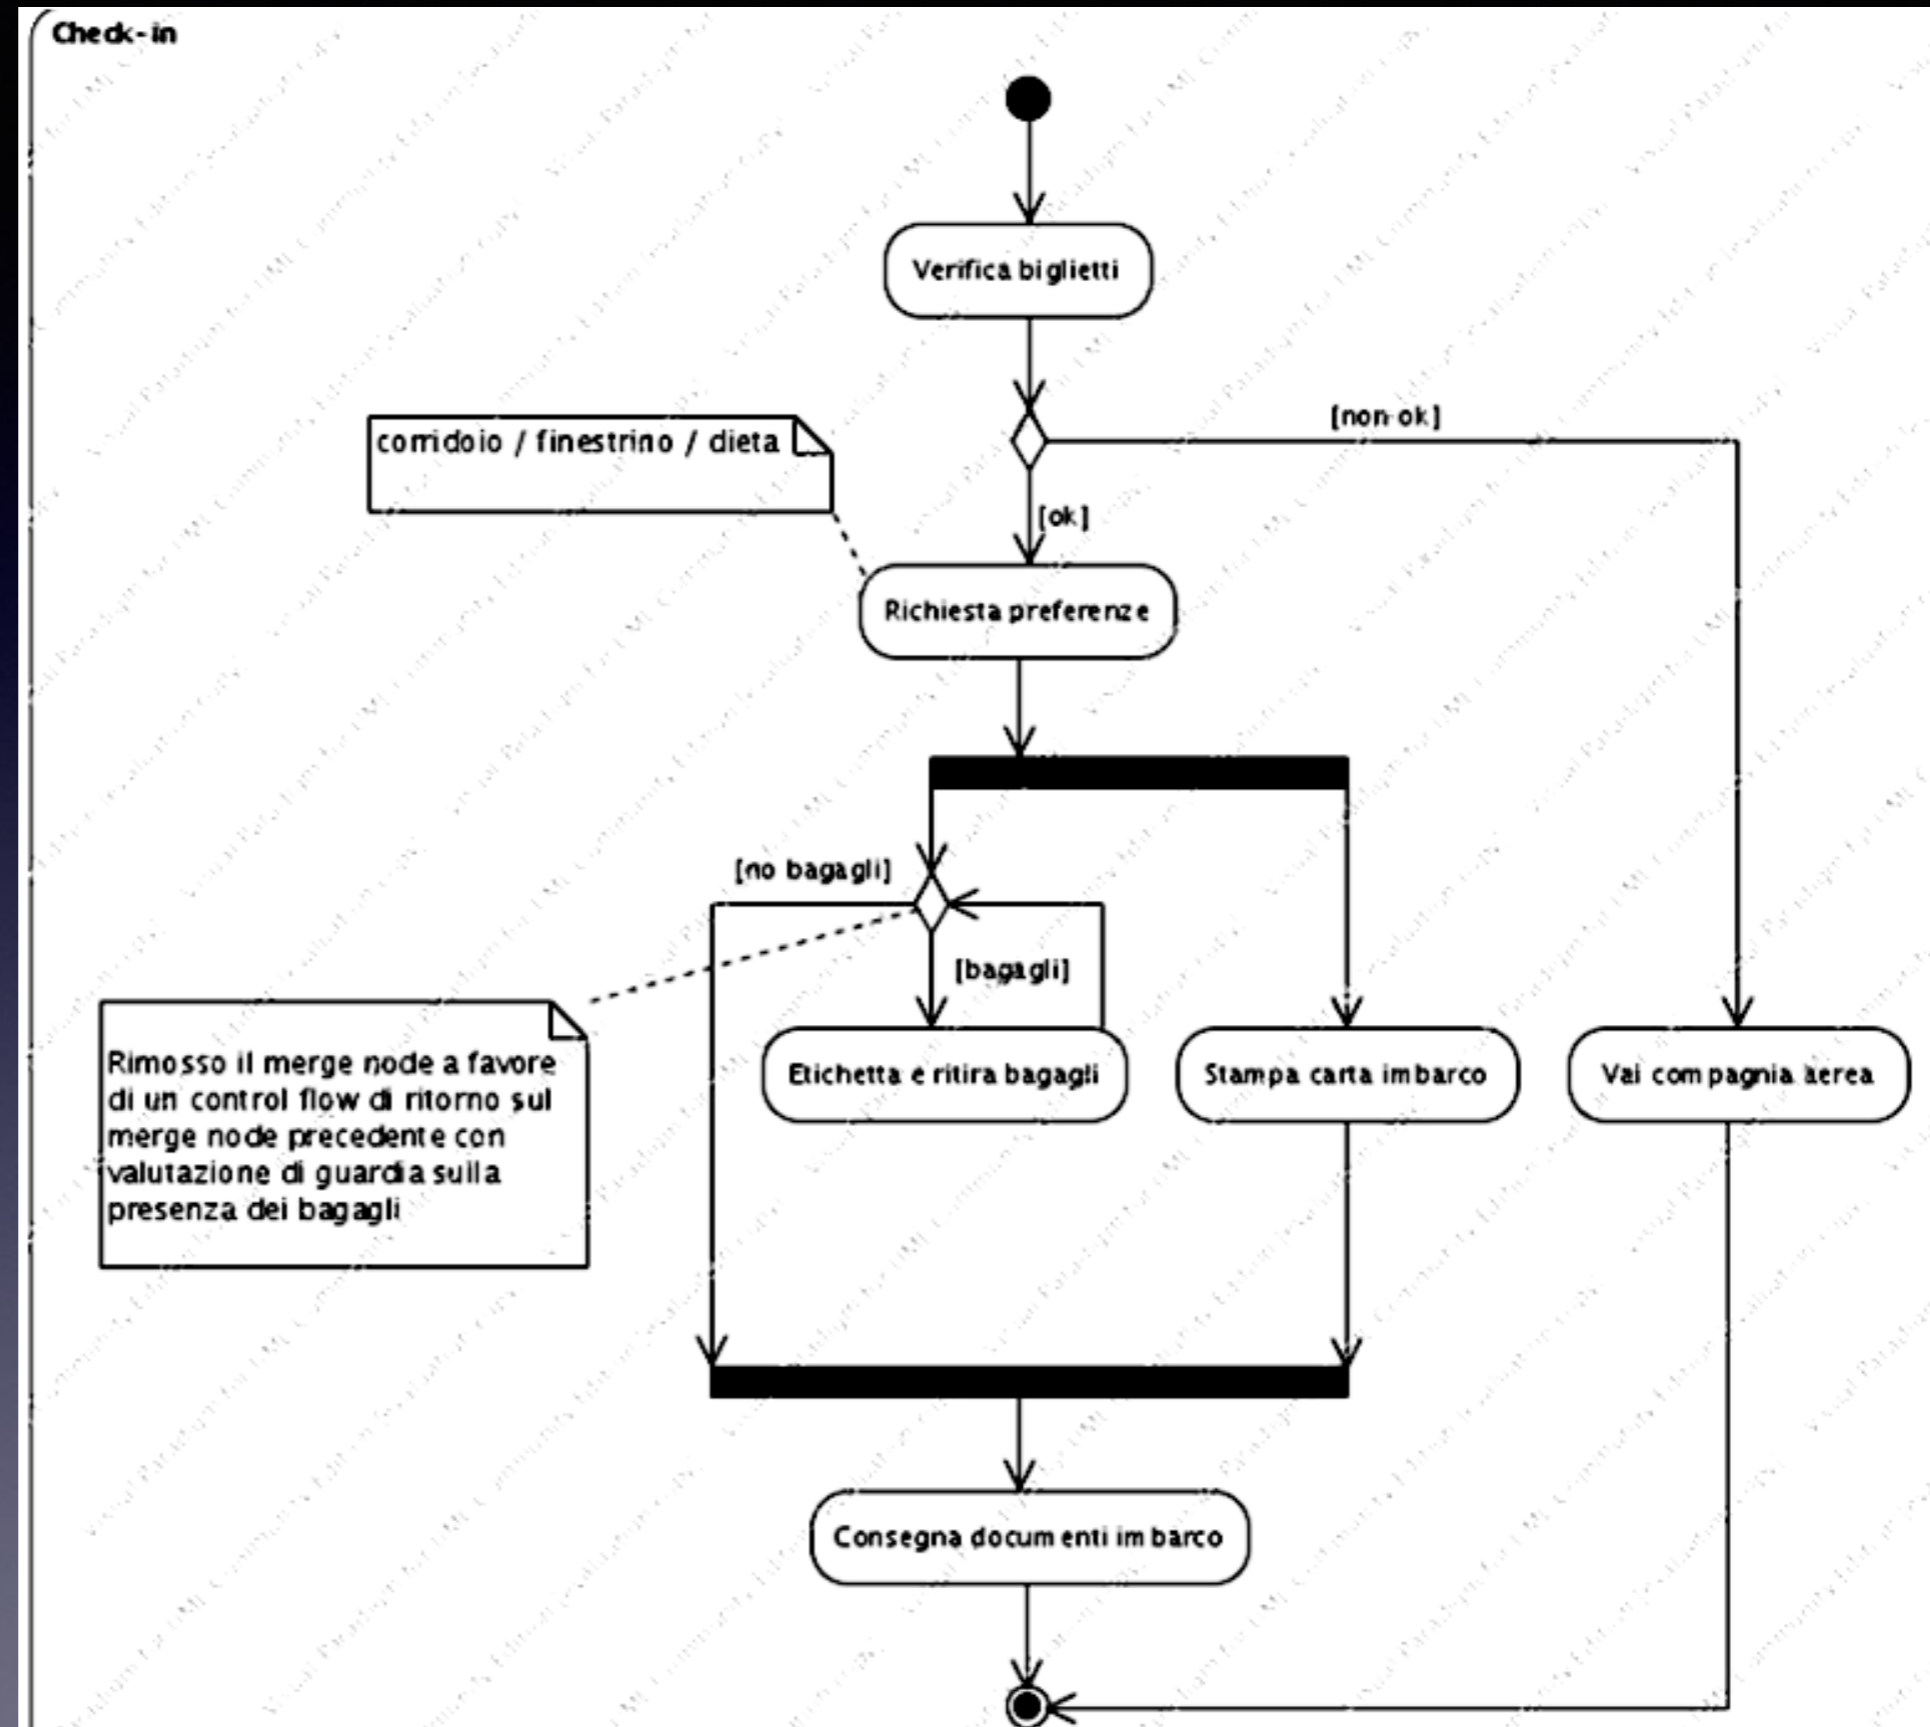 Check-in
Verifica biglietti
[non ok]
corridoio / finestrino / dieta
[ok]
Richiesta preferenze
[no bagagli]
[bagagli]
Etichetta e ritira bagagli
Stampa carta imbarco
Vai compagnia aerea
Rimosso il merge node a favore
di un control flow di ritorno sul
merge node precedente con
valutazione di guardia sulla
presenza dei bagagli
Consegna documenti imbarco